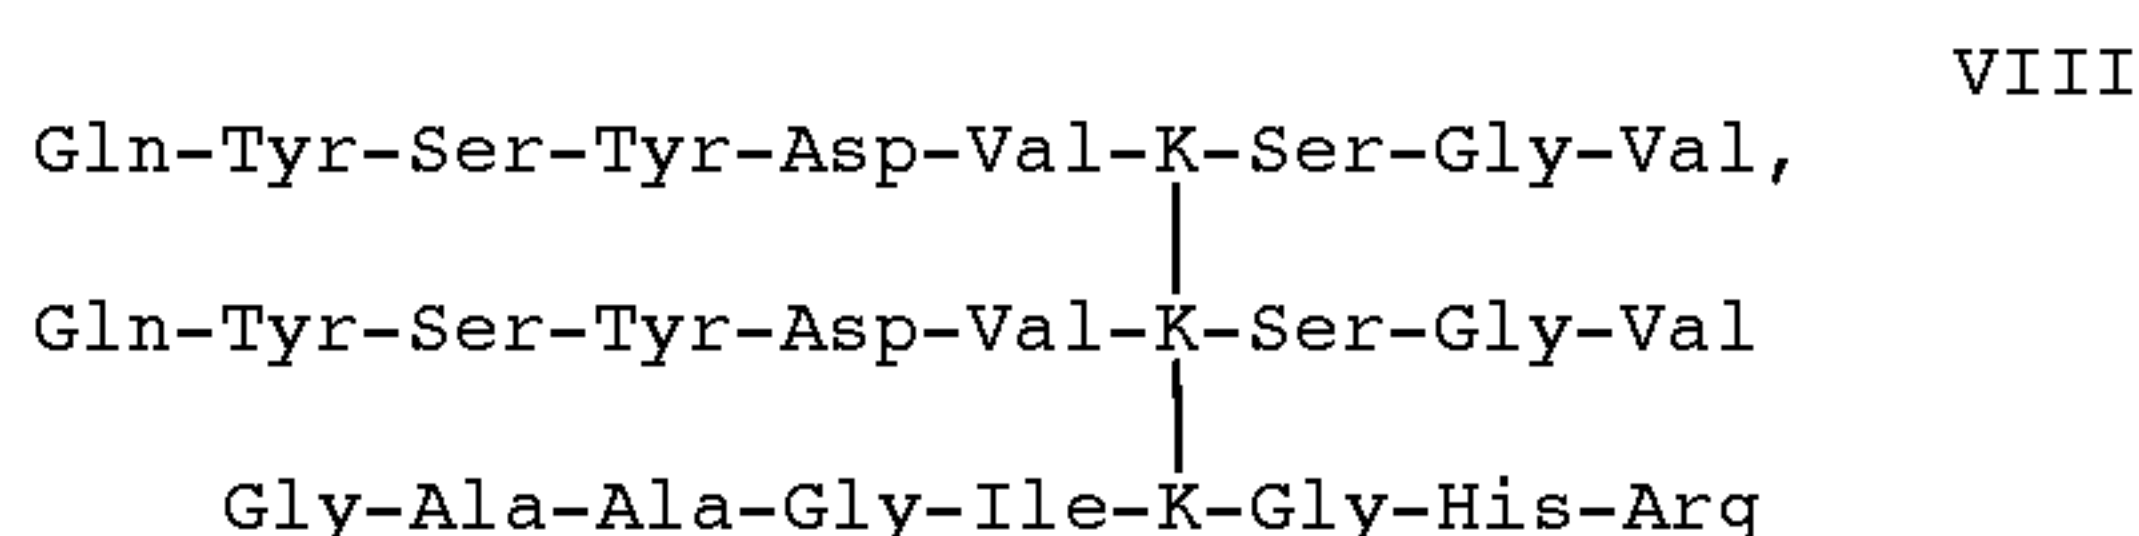 VIII
Gln-Tyr-Ser-Tyr-Asp-Val-K-Ser-Gly-Val,
Gln-Tyr-Ser-Tyr-Asp-Val-K-Ser-Gly-Val
Gly-Ala-Ala-Gly-Ile-K-Gly-His-Arg